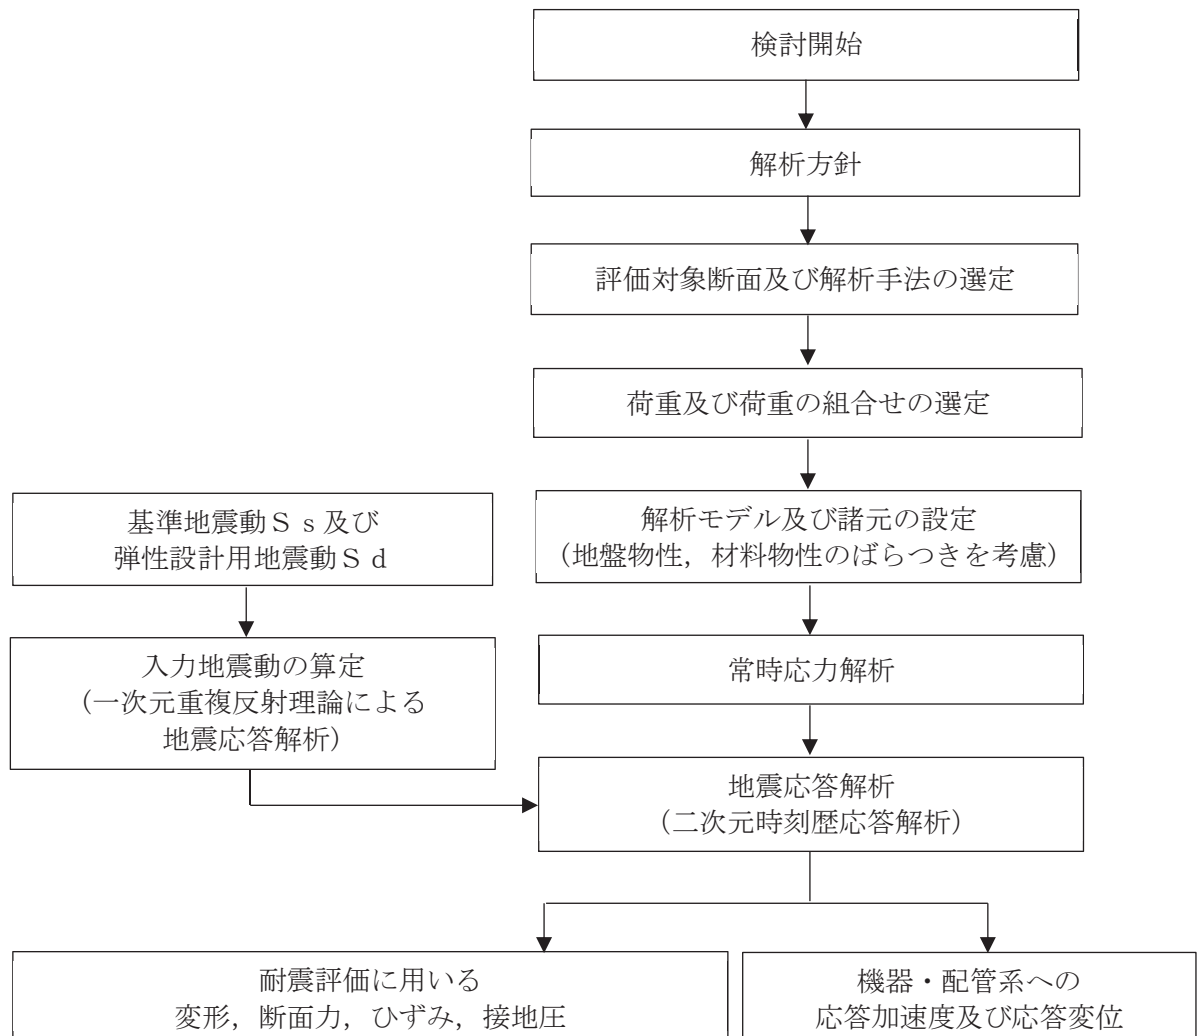 検討開始
解析方針
評価対象断面及び解析手法の選定
荷重及び荷重の組合せの選定
基準地震動Ｓｓ及び
弾性設計用地震動Ｓｄ
解析モデル及び諸元の設定
（地盤物性，材料物性のばらつきを考慮）
入力地震動の算定
（一次元重複反射理論による
地震応答解析）
常時応力解析
地震応答解析
（二次元時刻歴応答解析）
耐震評価に用いる
変形，断面力，ひずみ，接地圧
機器・配管系への
応答加速度及び応答変位